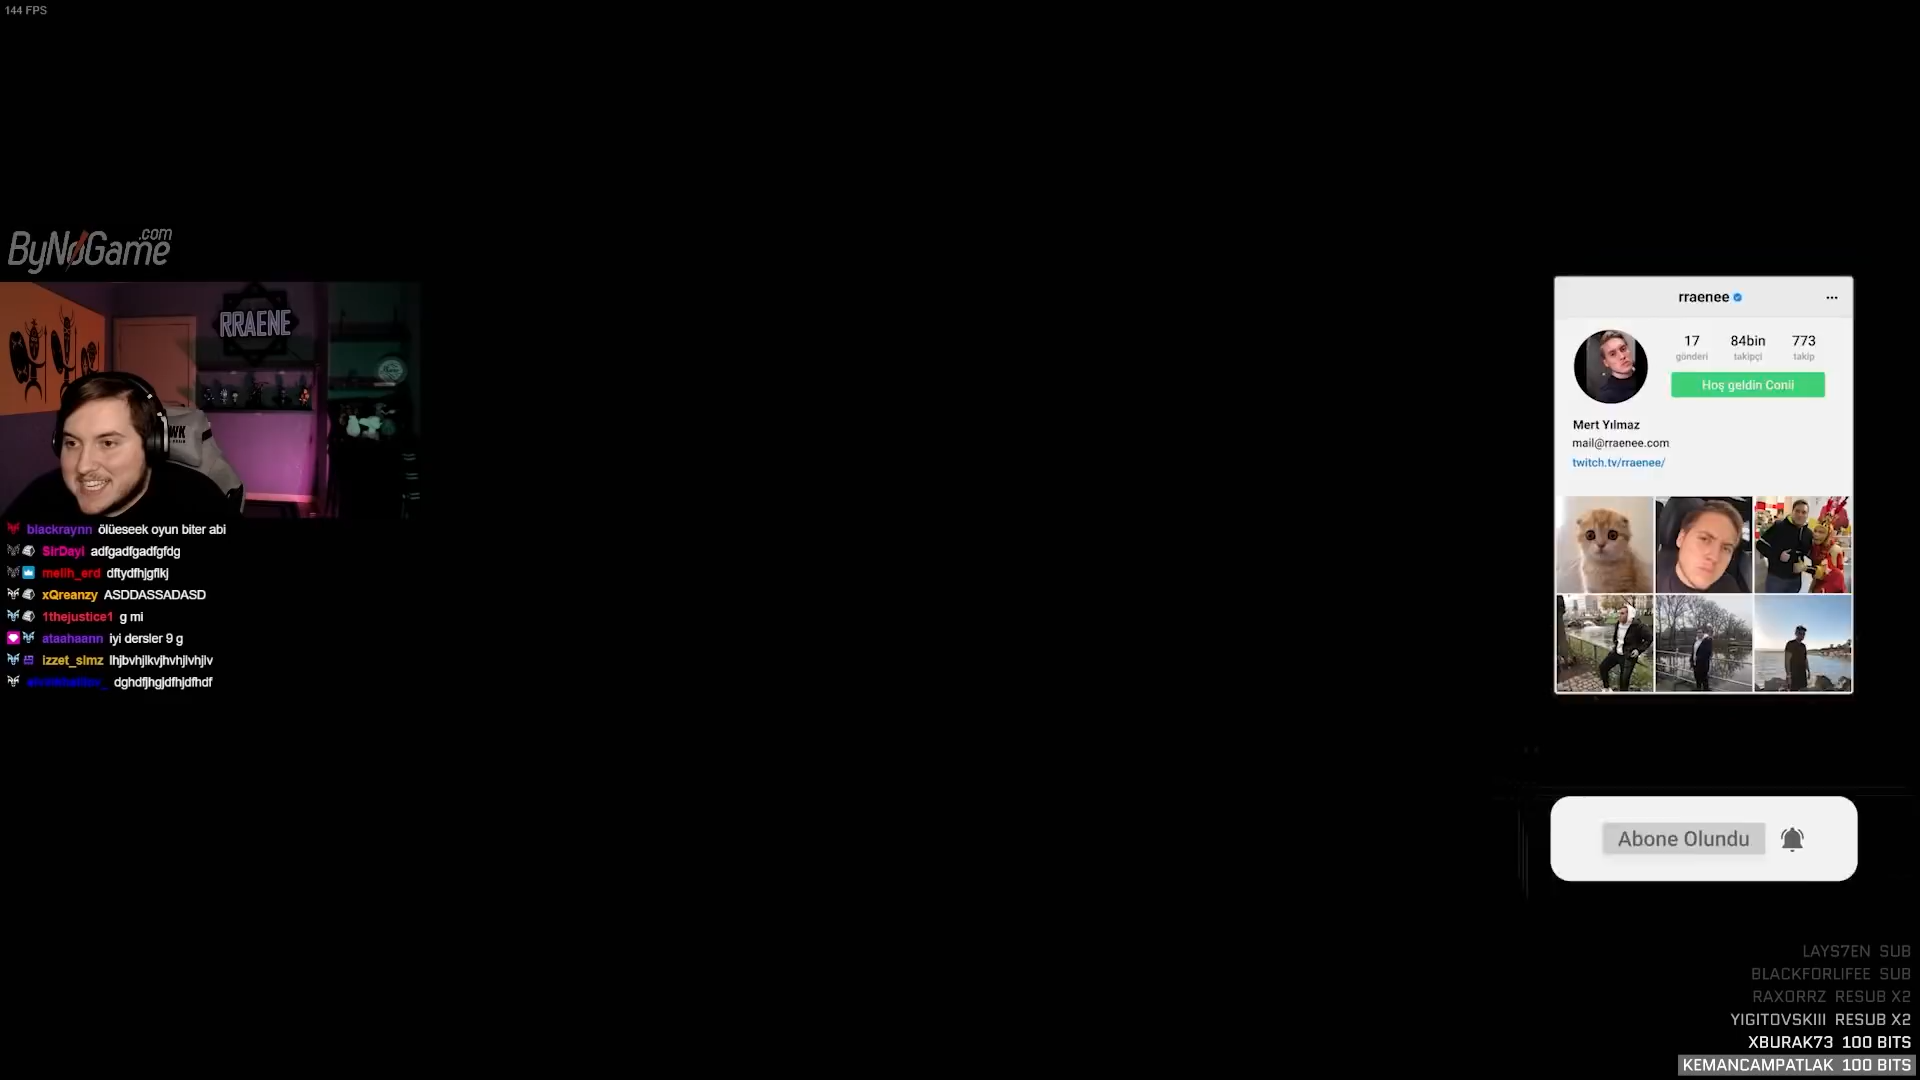 144 FPS
ByNoGame.com
RRAENE
blackraynn ölüeseek oyun biter abi
SirDayi adfgadfgadfgfdg
melih_erd dftydfhjgflkj
xQreanzy ASDDASSADASD
1thejustice1 g mi
ataahaann iyi dersler 9 g
izzet_slmz lhjbvhjlkvjhvhjlvhjlv
dghdfjhgjdfhjdfhdf
rraenee
17 84bin 773
gönderi takipçi takip
Hoş geldin Conii
Mert Yılmaz
mail@rraenee.com
twitch.tv/rraenee/
Abone Olundu
LAYS7EN SUB
BLACKFORLIFEE SUB
RAXORRZ RESUB X2
YIGITOVSKIII RESUB X2
XBURAK73 100 BITS
KEMANCAMPATLAK 100 BITS